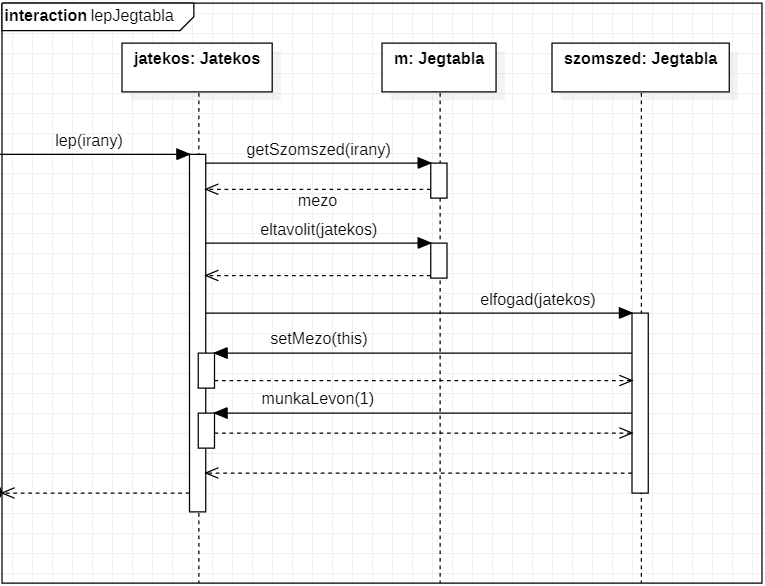 interaction lepJegtabla
jatekos: Jatekos
m: Jegtabla
szomszed: Jegtabla
lep(irany)
getSzomszed(irany)
mezo
eltavolit(jatekos)
elfogad(jatekos)
setMezo(this)
munkaLevon(1)